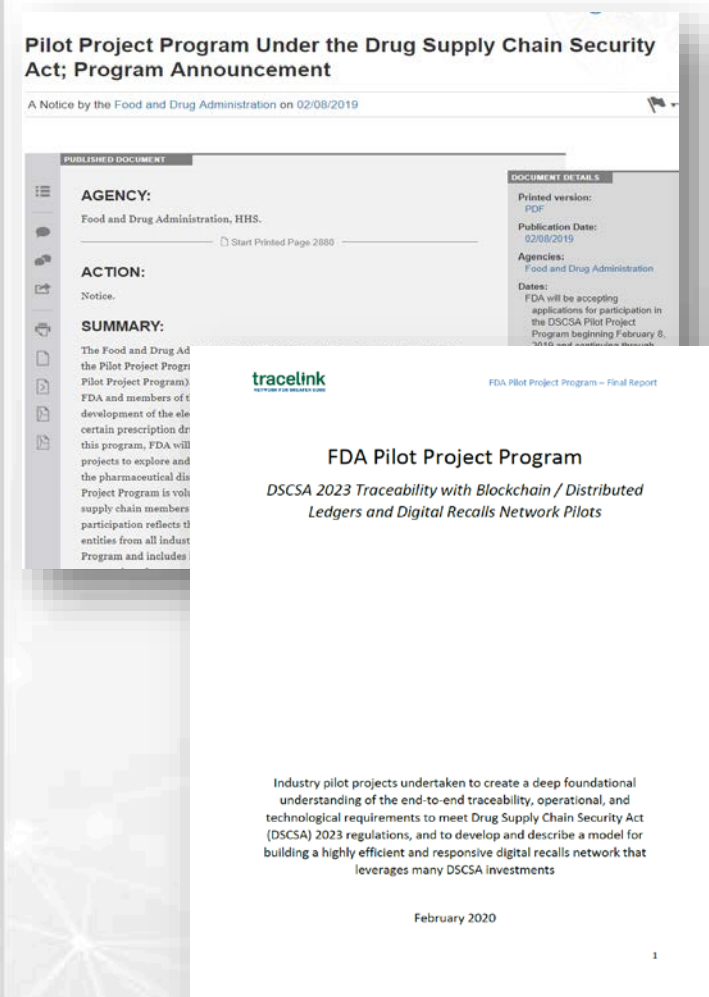 Pilot Project Program Under the Drug Supply Chain Security
Act; Program Announcement
A Notice by the Food and Drug Administration on 02/08/2019
PUBLISHED DOCUMENT
AGENCY:
Food and Drug Administration, HHS.
Start Printed Page 2880
ACTION:
Notice.
SUMMARY:
The Food and Drug Ad
the Pilot Project Progr
Pilot Project Program)
FDA and members of t
development of the ele
certain prescription dr
this program, FDA will
projects to explore and
the pharmaceutical dis
Project Program is volu
supply chain members
participation reflects th
entities from all indust
Program and includes
DOCUMENT DETAILS
Printed version:
PDF
Publication Date:
02/08/2019
Agencies:
Food and Drug Administration
Dates:
FDA will be accepting
applications for participation in
the DSCSA Pilot Project
Program beginning February 8,
2019 and continuing through
tracelink
NETWORK FOR GREATER GOOD
FDA Pilot Project Program – Final Report
FDA Pilot Project Program
DSCSA 2023 Traceability with Blockchain / Distributed
Ledgers and Digital Recalls Network Pilots
Industry pilot projects undertaken to create a deep foundational
understanding of the end-to-end traceability, operational, and
technological requirements to meet Drug Supply Chain Security Act
(DSCSA) 2023 regulations, and to develop and describe a model for
building a highly efficient and responsive digital recalls network that
leverages many DSCSA investments
February 2020
1